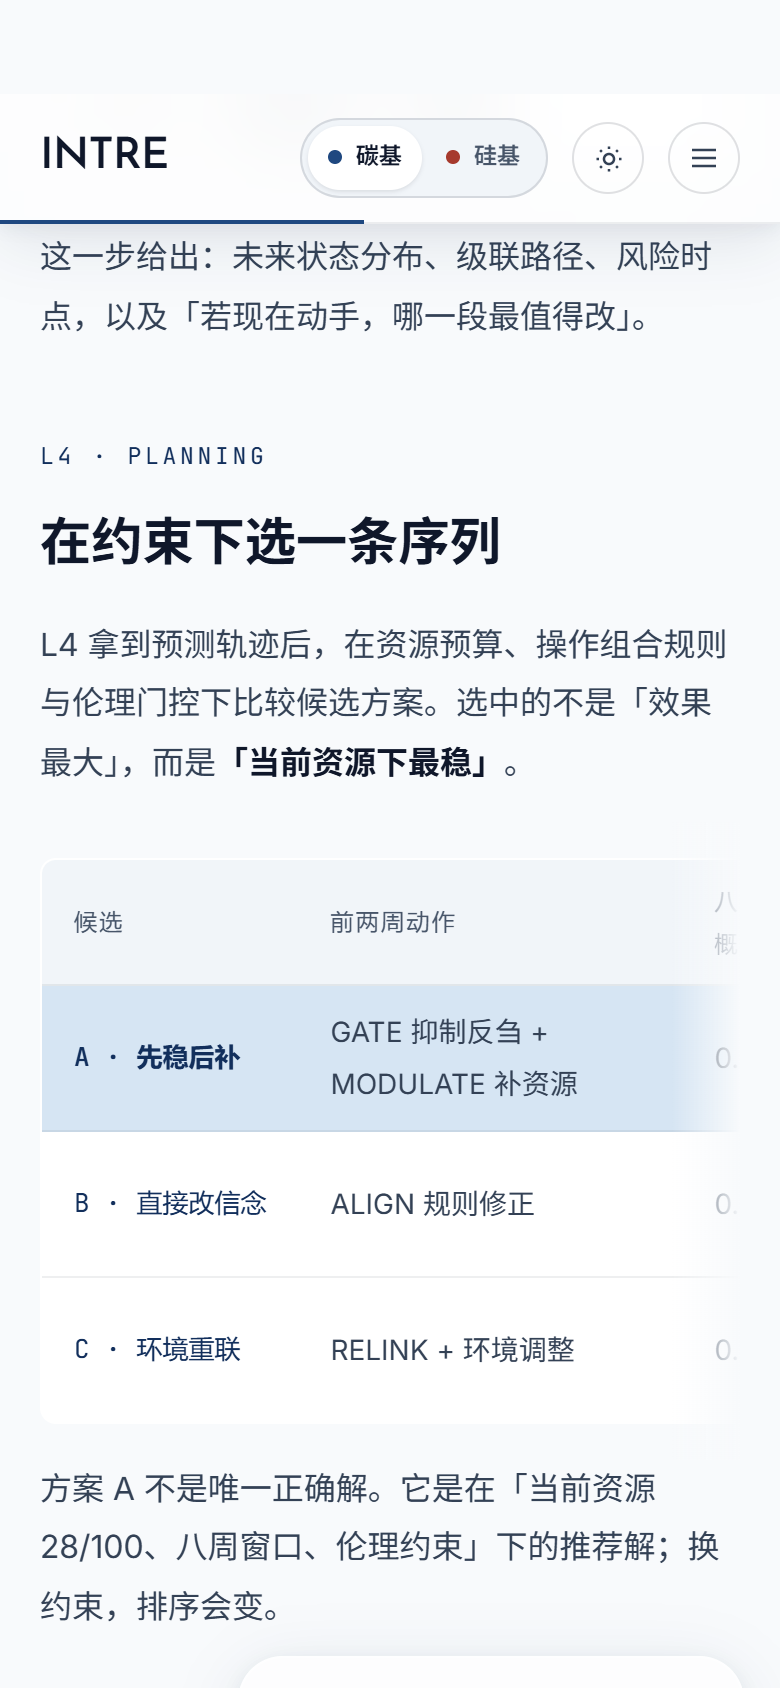 INTRE
碳基
硅基
这一步给出：未来状态分布、级联路径、风险时
点，以及「若现在动手，哪一段最值得改」。
L4 · PLANNING
在约束下选一条序列
L4 拿到预测轨迹后，在资源预算、操作组合规则
与伦理门控下比较候选方案。选中的不是「效果
最大」，而是「当前资源下最稳」。
候选
前两周动作
八
概
A · 先稳后补
GATE 抑制反刍 +
MODULATE 补资源
0.
B · 直接改信念
ALIGN 规则修正
0.
C · 环境重联
RELINK + 环境调整
0.
方案 A 不是唯一正确解。它是在「当前资源
28/100、八周窗口、伦理约束」下的推荐解；换
约束，排序会变。